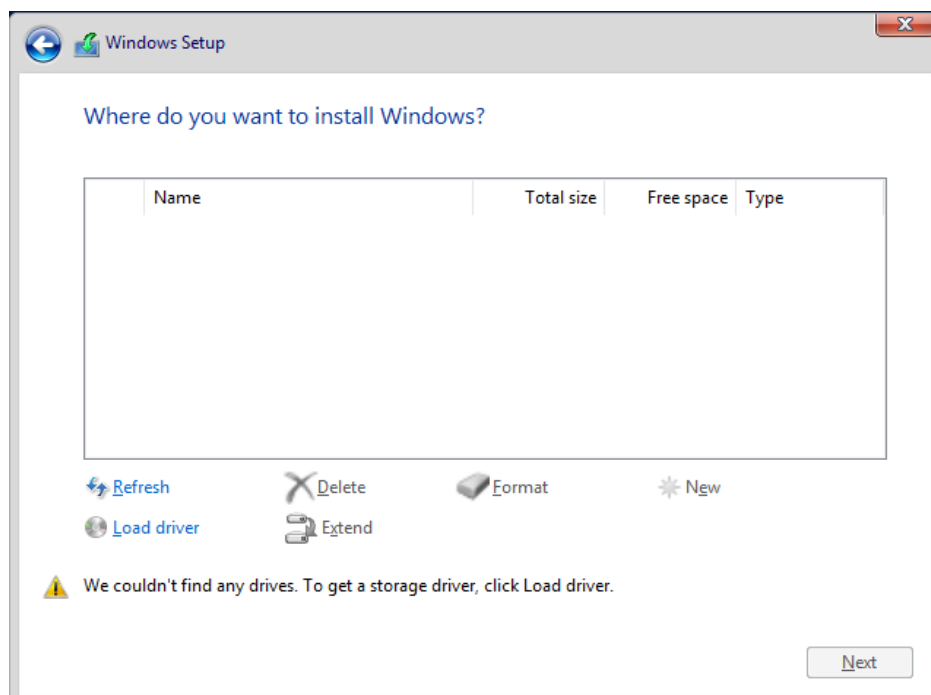 Windows Setup
Where do you want to install Windows?
Name Total size Free space Type
Refresh Delete Format New
Load driver Extend
We couldn't find any drives. To get a storage driver, click Load driver.
Next